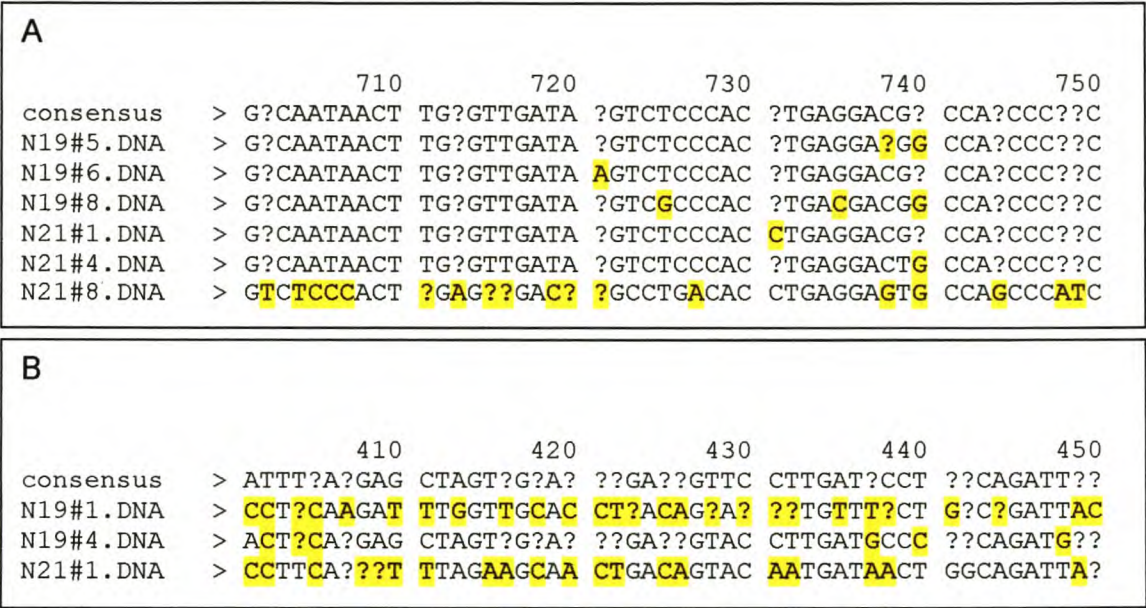 A
710 720 730 740 750
consensus > G?CAATAACT TG?GTTGATA ?GTCTCCCAC ?TGAGGACG? CCA?CCC??C
N19#5.DNA > G?CAATAACT TG?GTTGATA ?GTCTCCCAC ?TGAGGA?GG CCA?CCC??C
N19#6.DNA > G?CAATAACT TG?GTTGATA AGTCTCCCAC ?TGAGGACG? CCA?CCC??C
N19#8.DNA > G?CAATAACT TG?GTTGATA ?GTCGCCCAC ?TGACGACGG CCA?CCC??C
N21#1.DNA > G?CAATAACT TG?GTTGATA ?GTCTCCCAC CTGAGGACG? CCA?CCC??C
N21#4.DNA > G?CAATAACT TG?GTTGATA ?GTCTCCCAC ?TGAGGACTG CCA?CCC??C
N21#8.DNA > GTCTCCCACT ?GAG??GAC? ?GCCTGACAC CTGAGGAGTG CCAGCCCATC
B
410 420 430 440 450
consensus > ATTT?A?GAG CTAGT?G?A? ??GA??GTTC CTTGAT?CCT ??CAGATT??
N19#1.DNA > CCT?CAAGAT TTGGTTGCAC CT?ACAG?A? ??TGTTT?CT G?C?GATTAC
N19#4.DNA > ACT?CA?GAG CTAGT?G?A? ??GA??GTAC CTTGATGCCC ??CAGATG??
N21#1.DNA > CCTTCA???T TTAGAAGCAA CTGACAGTAC AATGATAACT GGCAGATTA?